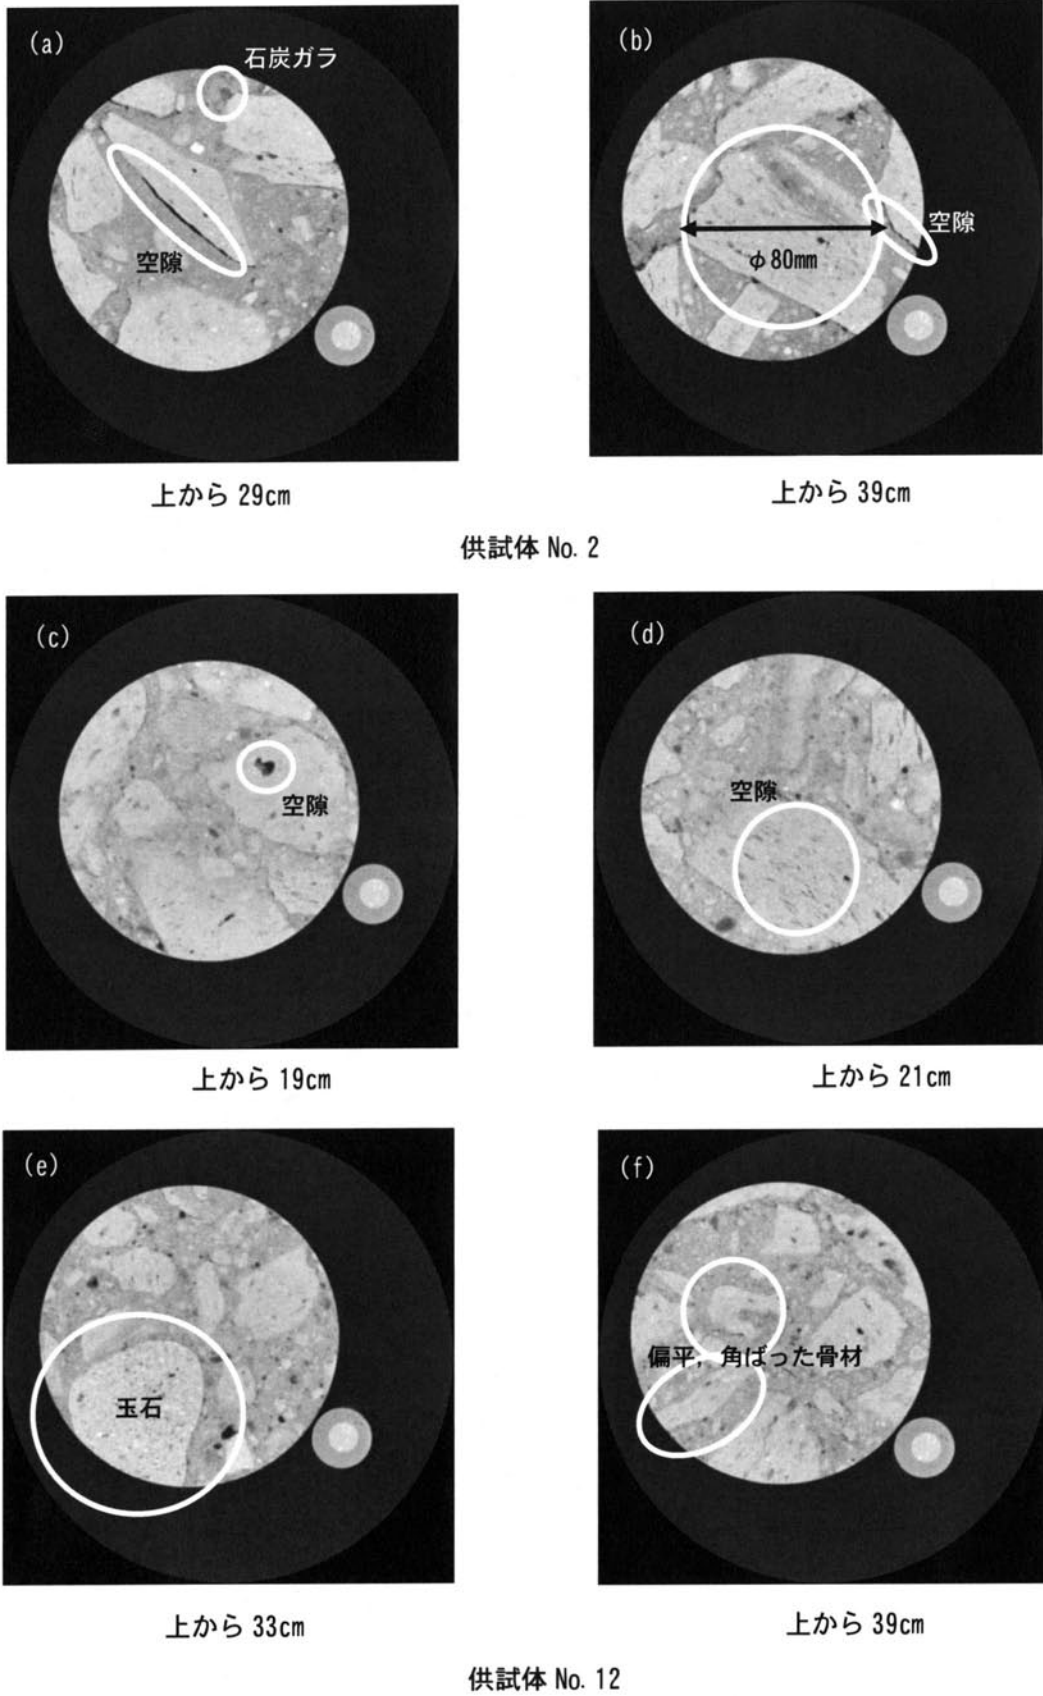 (a)
石炭ガラ
空隙
(b)
空隙
φ80mm
上から 29cm
上から 39cm
供試体 No. 2
(c)
空隙
(d)
空隙
上から 19cm
上から 21cm
(e)
玉石
(f)
偏平，角ばった骨材
上から 33cm
上から 39cm
供試体 No. 12